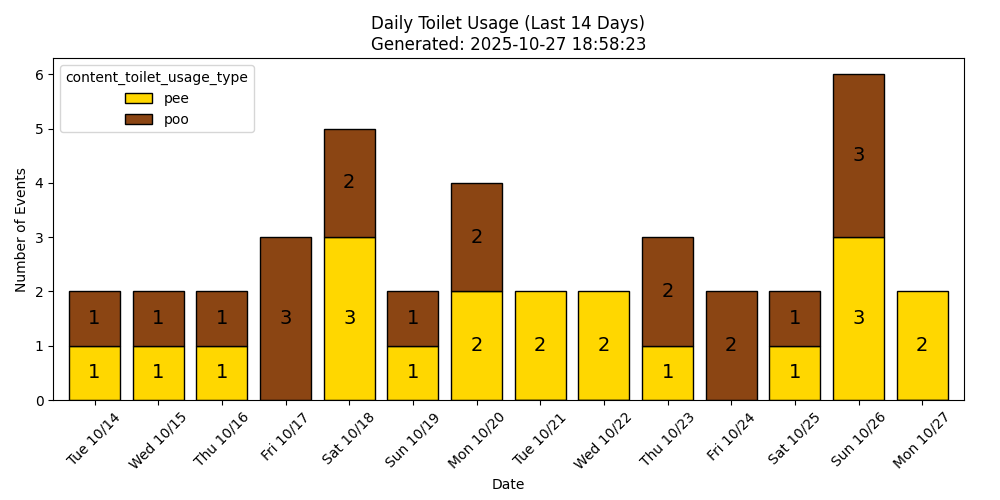 Daily Toilet Usage (Last 14 Days)
Generated: 2025-10-27 18:58:23
content_toilet_usage_type
pee
poo
Number of Events
6
5
4
3
2
1
0
1 1 1 3 2 1 2 2 1 3
1 1 1 3 1 2 2 2 1 2 1 3 2
Tue 10/14
Wed 10/15
Thu 10/16
Fri 10/17
Sat 10/18
Sun 10/19
Mon 10/20
Tue 10/21
Wed 10/22
Thu 10/23
Fri 10/24
Sat 10/25
Sun 10/26
Mon 10/27
Date